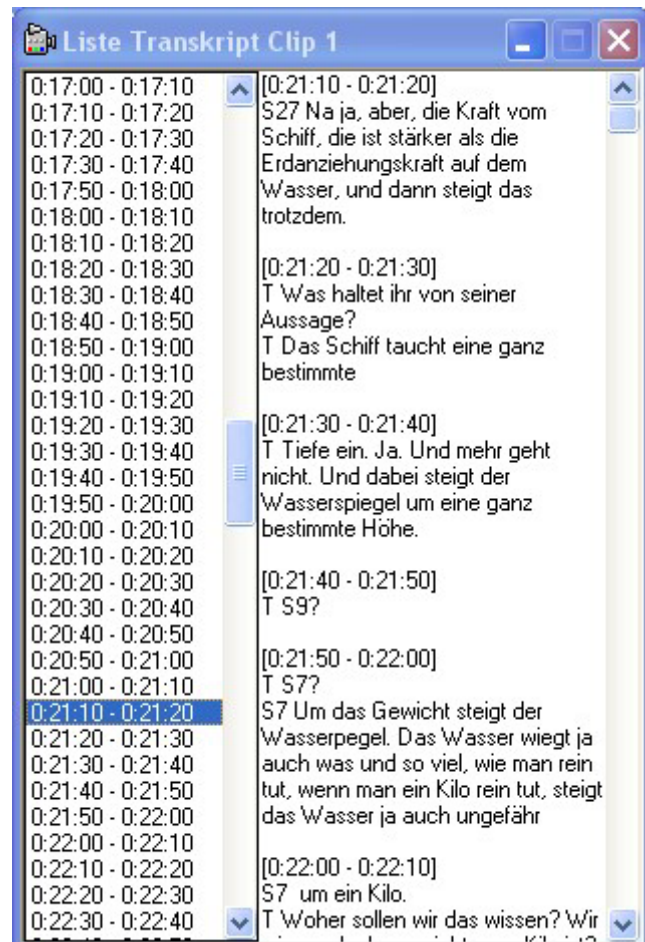 Liste Transkript Clip 1
0:17:00 - 0:17:10
0:17:10 - 0:17:20
0:17:20 - 0:17:30
0:17:30 - 0:17:40
0:17:50 - 0:18:00
0:18:00 - 0:18:10
0:18:10 - 0:18:20
0:18:20 - 0:18:30
0:18:30 - 0:18:40
0:18:40 - 0:18:50
0:18:50 - 0:19:00
0:19:00 - 0:19:10
0:19:10 - 0:19:20
0:19:20 - 0:19:30
0:19:30 - 0:19:40
0:19:40 - 0:19:50
0:19:50 - 0:20:00
0:20:00 - 0:20:10
0:20:10 - 0:20:20
0:20:20 - 0:20:30
0:20:30 - 0:20:40
0:20:40 - 0:20:50
0:20:50 - 0:21:00
0:21:00 - 0:21:10
0:21:10 - 0:21:20
0:21:20 - 0:21:30
0:21:30 - 0:21:40
0:21:40 - 0:21:50
0:21:50 - 0:22:00
0:22:00 - 0:22:10
0:22:10 - 0:22:20
0:22:20 - 0:22:30
0:22:30 - 0:22:40
[0:21:10 - 0:21:20]
S27 Na ja, aber, die Kraft vom
Schiff, die ist stärker als die
Erdanziehungskraft auf dem
Wasser, und dann steigt das
trotzdem.
[0:21:20 - 0:21:30]
T Was haltet ihr von seiner
Aussage?
T Das Schiff taucht eine ganz
bestimmte
[0:21:30 - 0:21:40]
T Tiefe ein. Ja. Und mehr geht
nicht. Und dabei steigt der
Wasserspiegel um eine ganz
bestimmte Höhe.
[0:21:40 - 0:21:50]
T S9?
[0:21:50 - 0:22:00]
T S7?
S7 Um das Gewicht steigt der
Wasserpegel. Das Wasser wiegt ja
auch was und so viel, wie man rein
tut, wenn man ein Kilo rein tut, steigt
das Wasser ja auch ungefähr
[0:22:00 - 0:22:10]
S7 um ein Kilo.
T Woher sollen wir das wissen? Wir